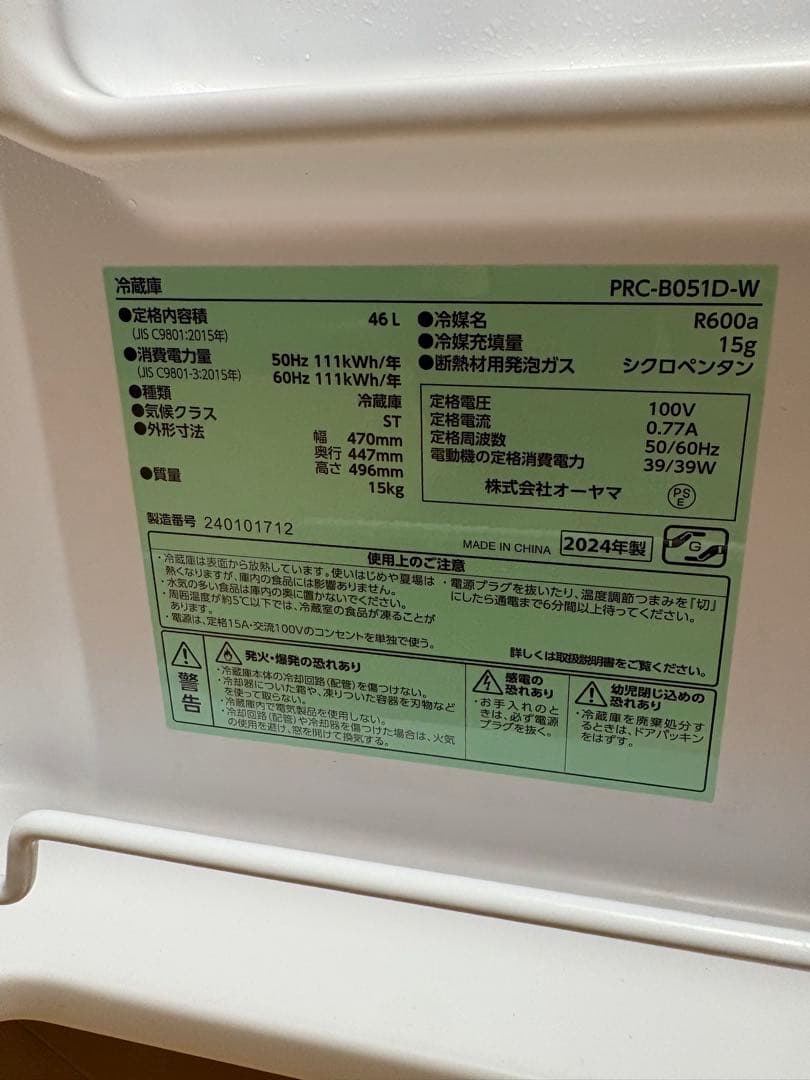 冷蔵庫 PRC-B051D-W
●定格内容積 46L
(JIS C9801:2015年)
●消費電力量 50Hz 111kWh/年
(JIS C9801-3:2015年) 60Hz 111kWh/年
●種類 冷蔵庫
●気候クラス ST
●外形寸法 幅 470mm
奥行 447mm
高さ 496mm
●質量 15kg
●冷媒名 R600a
●冷媒充填量 15g
●断熱材用発泡ガス シクロペンタン
定格電圧 100V
定格電流 0.77A
定格周波数 50/60Hz
電動機の定格消費電力 39/39W
株式会社オーヤマ PS E
製造番号 240101712
MADE IN CHINA 2024年製 G
使用上のご注意
・冷蔵庫は表面から放熱しています。使いはじめや夏場は
熱くなりますが、庫内の食品には影響ありません。
・水気の多い食品は庫内の奥に置かないでください。
・周囲温度が約5℃以下では、冷蔵室の食品が凍ることが
あります。
・電源は、定格15A・交流100Vのコンセントを単独で使う。
・電源プラグを抜いたり、温度調節つまみを「切」
にしたら通電まで6分間以上待ってください。
詳しくは取扱説明書をご覧ください。
警告
発火・爆発の恐れあり
・冷蔵庫本体の冷却回路(配管)を傷つけない。
・冷却器についた霜や、凍りついた容器を刃物など
を使って取らない。
・冷蔵庫内で電気製品を使用しない。
・冷却回路(配管)や冷却器を傷つけた場合は、火気
の使用を避け、窓を開けて換気する。
感電の
恐れあり
・お手入れのと
きは、必ず電源
プラグを抜く。
幼児閉じ込めの
恐れあり
・冷蔵庫を廃棄処分す
るときは、ドアパッキン
をはずす。